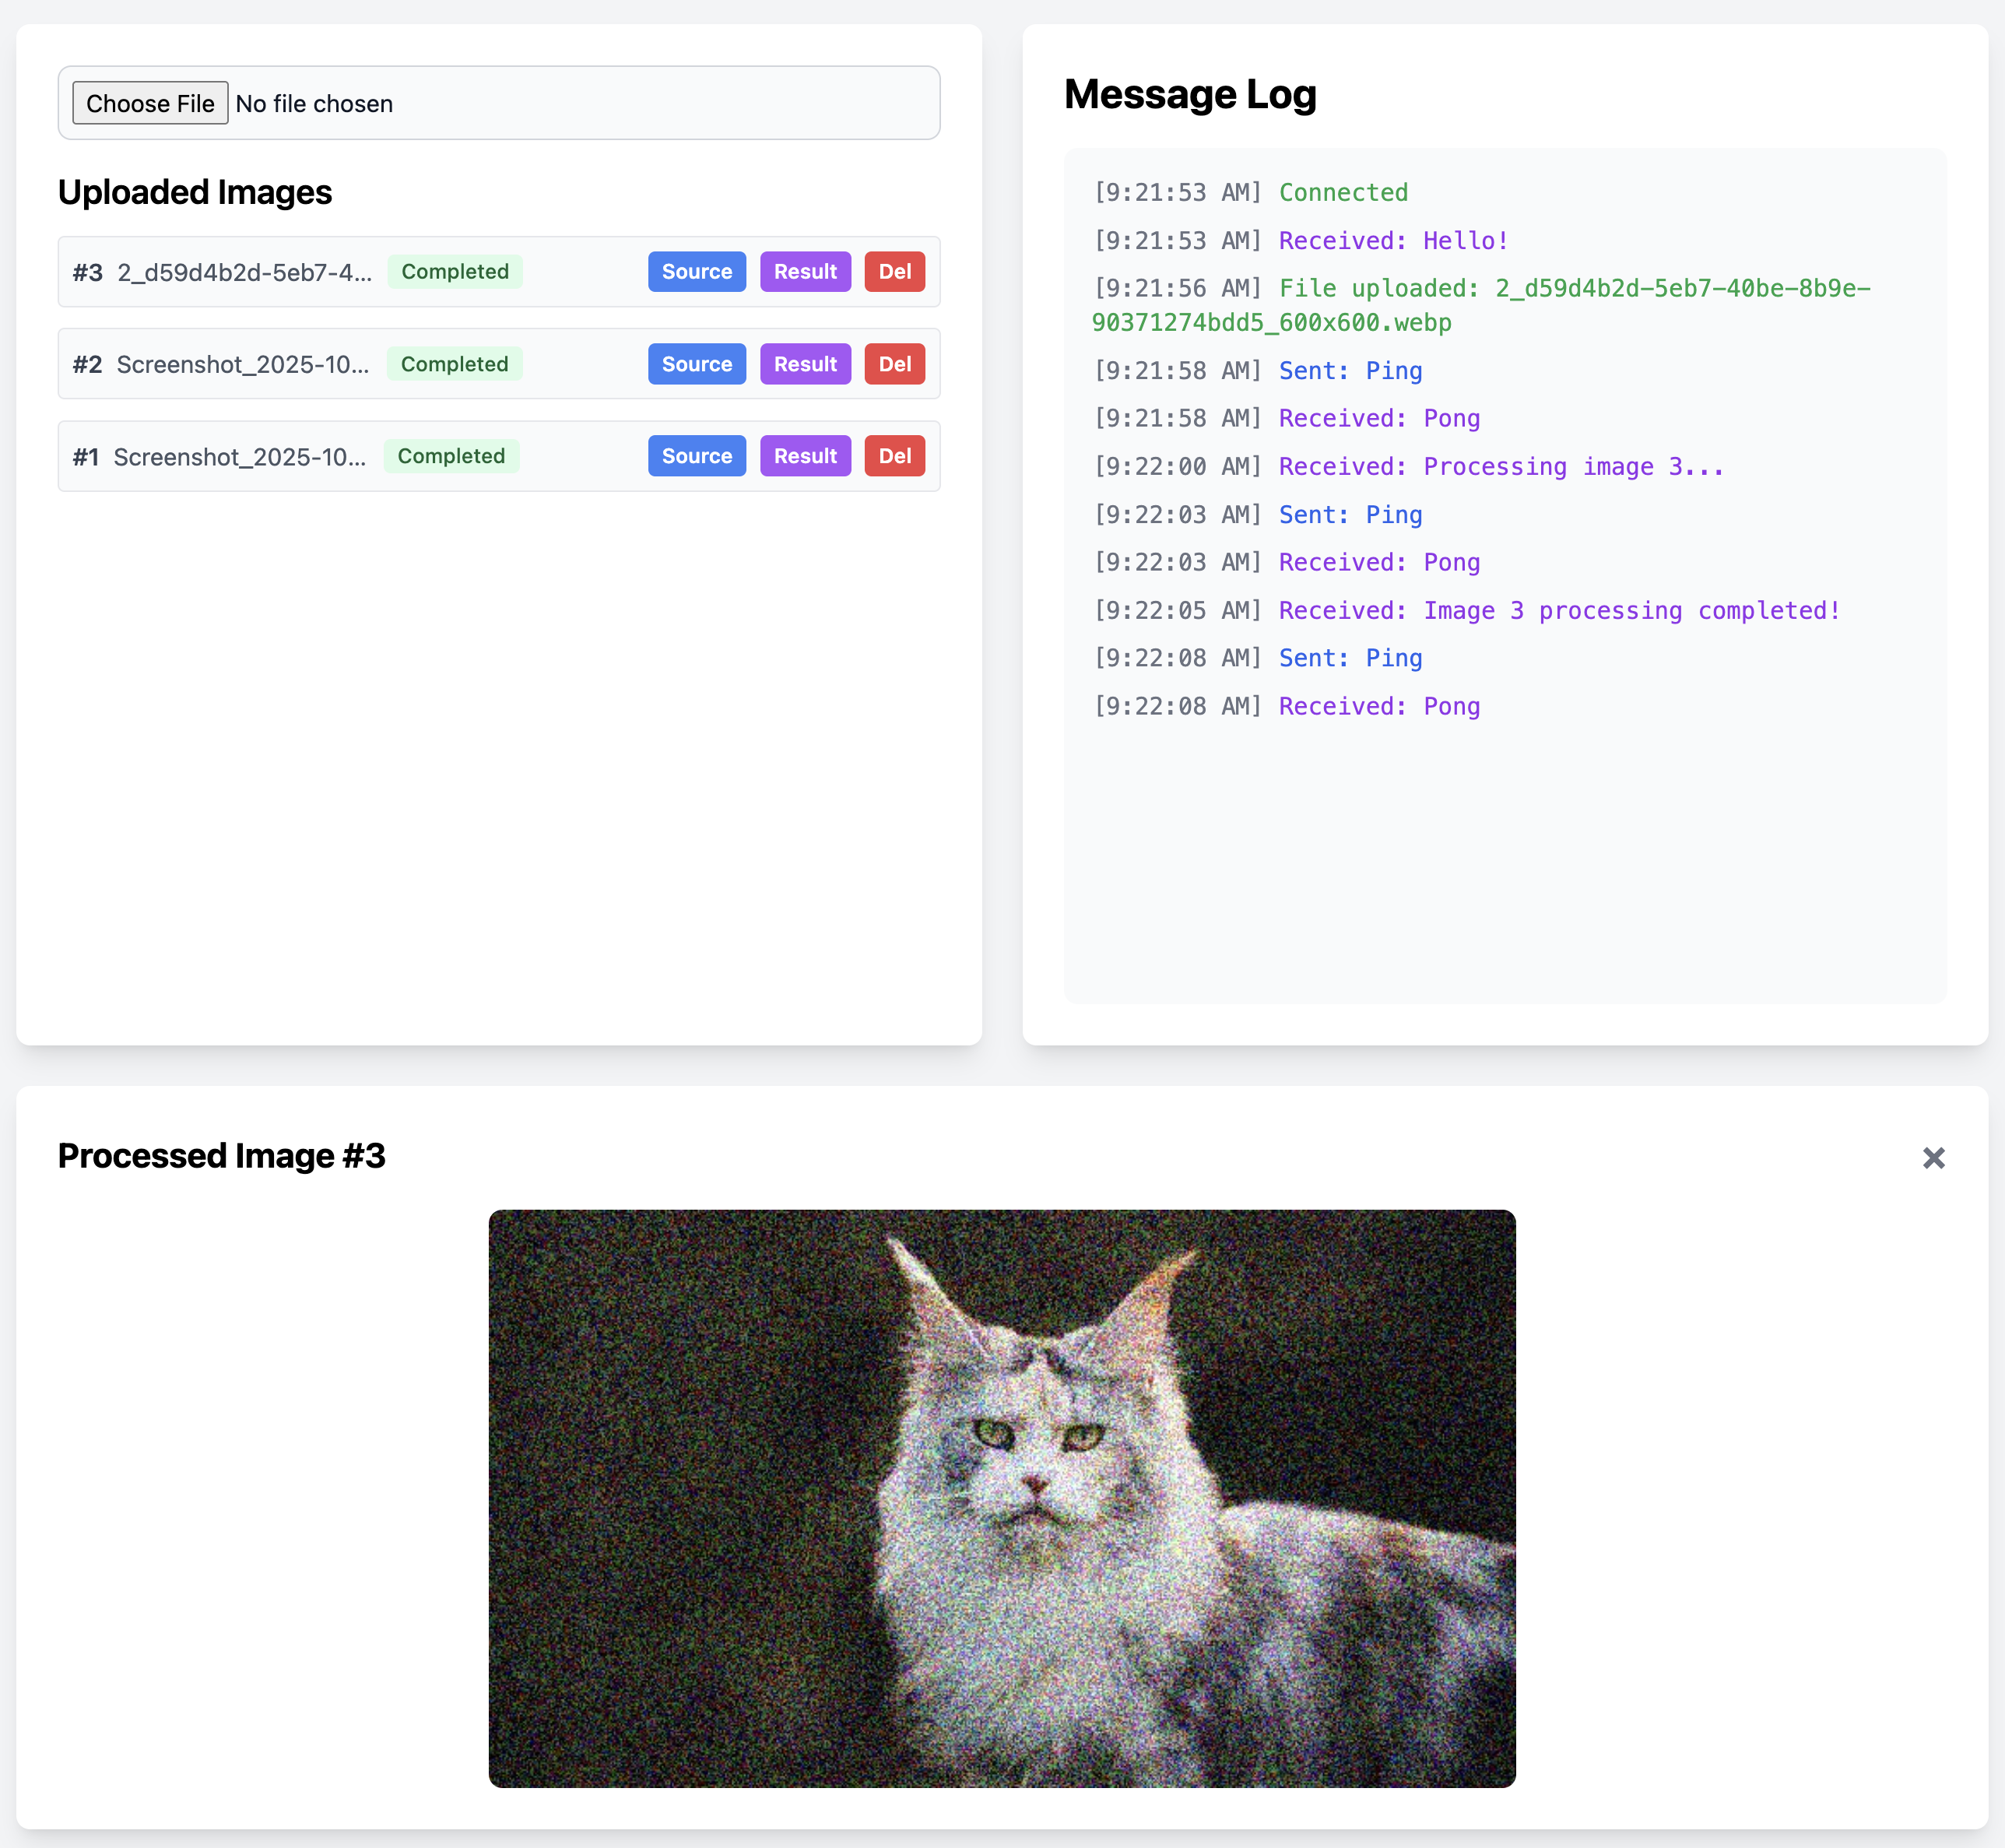 Choose File No file chosen
Uploaded Images
#3 2_d59d4b2d-5eb7-4... Completed Source Result Del
#2 Screenshot_2025-10... Completed Source Result Del
#1 Screenshot_2025-10... Completed Source Result Del
Message Log
[9:21:53 AM] Connected
[9:21:53 AM] Received: Hello!
[9:21:56 AM] File uploaded: 2_d59d4b2d-5eb7-40be-8b9e-
90371274bdd5_600x600.webp
[9:21:58 AM] Sent: Ping
[9:21:58 AM] Received: Pong
[9:22:00 AM] Received: Processing image 3...
[9:22:03 AM] Sent: Ping
[9:22:03 AM] Received: Pong
[9:22:05 AM] Received: Image 3 processing completed!
[9:22:08 AM] Sent: Ping
[9:22:08 AM] Received: Pong
Processed Image #3
×